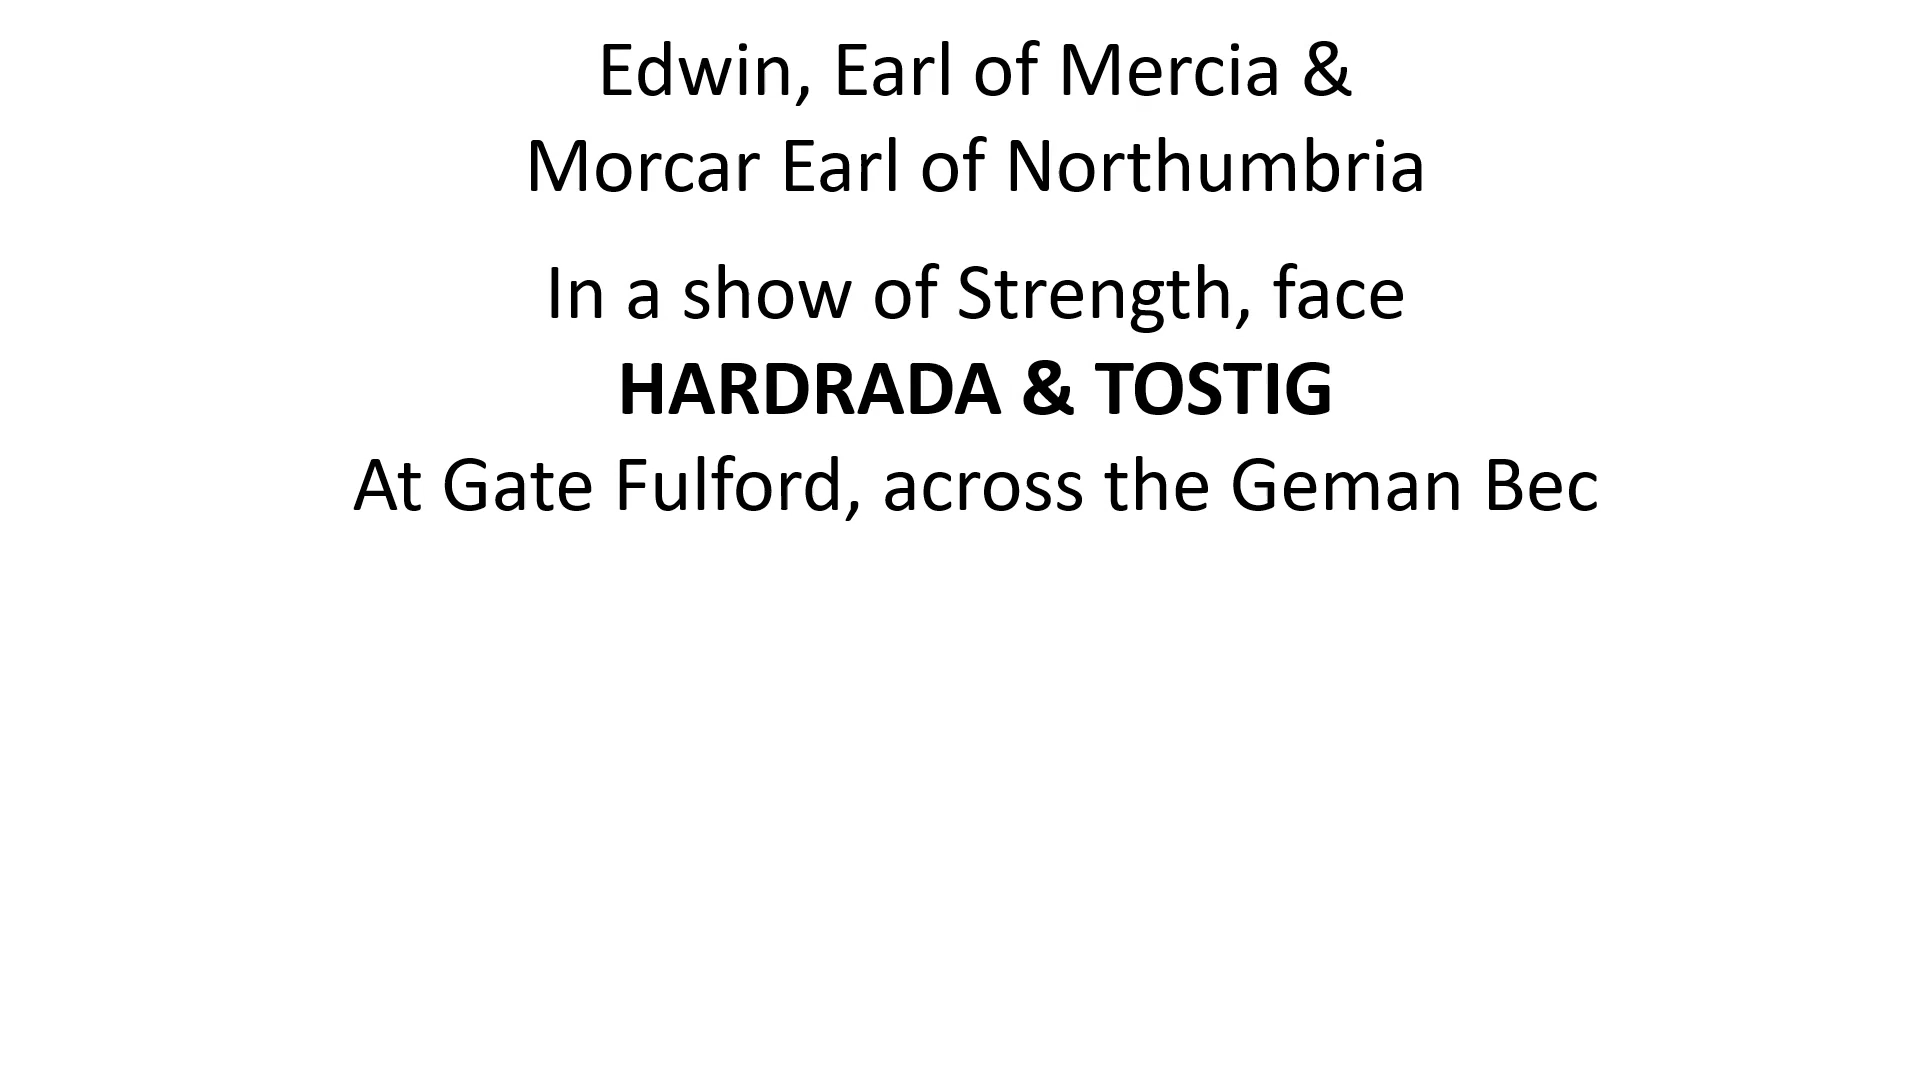 Edwin, Earl of Mercia &
Morcar Earl of Northumbria
In a show of Strength, face
HARDRADA & TOSTIG
At Gate Fulford, across the Geman Bec